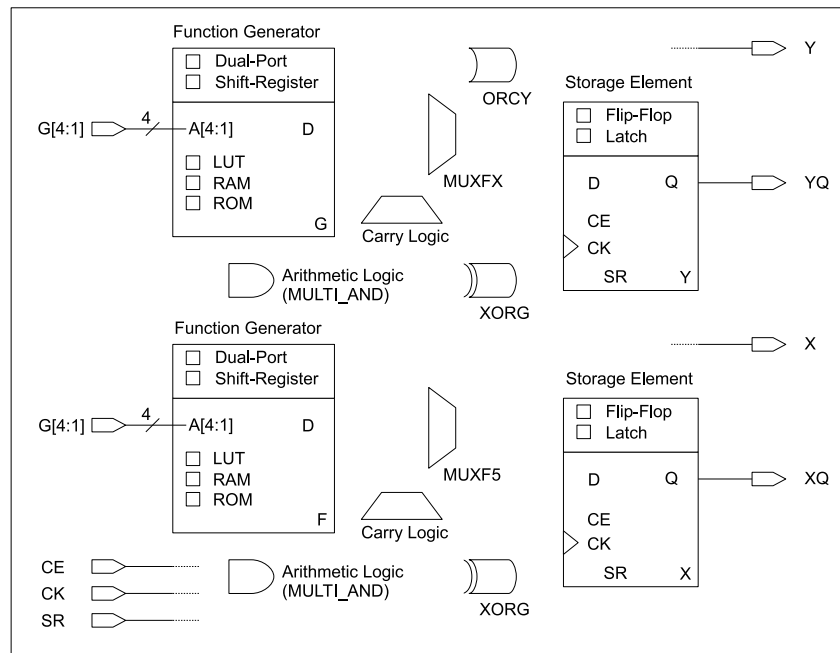 Function Generator
Dual-Port
Shift-Register
G[4:1]
4
A[4:1]
D
LUT
RAM
ROM
G
ORCY
MUXFX
Carry Logic
Arithmetic Logic
(MULTI_AND)
XORG
Y
Storage Element
Flip-Flop
Latch
D
Q
YQ
CE
CK
SR
Y
Function Generator
Dual-Port
Shift-Register
G[4:1]
4
A[4:1]
D
LUT
RAM
ROM
F
MUXF5
Carry Logic
Arithmetic Logic
(MULTI_AND)
XORG
X
Storage Element
Flip-Flop
Latch
D
Q
XQ
CE
CK
SR
X
CE
CK
SR